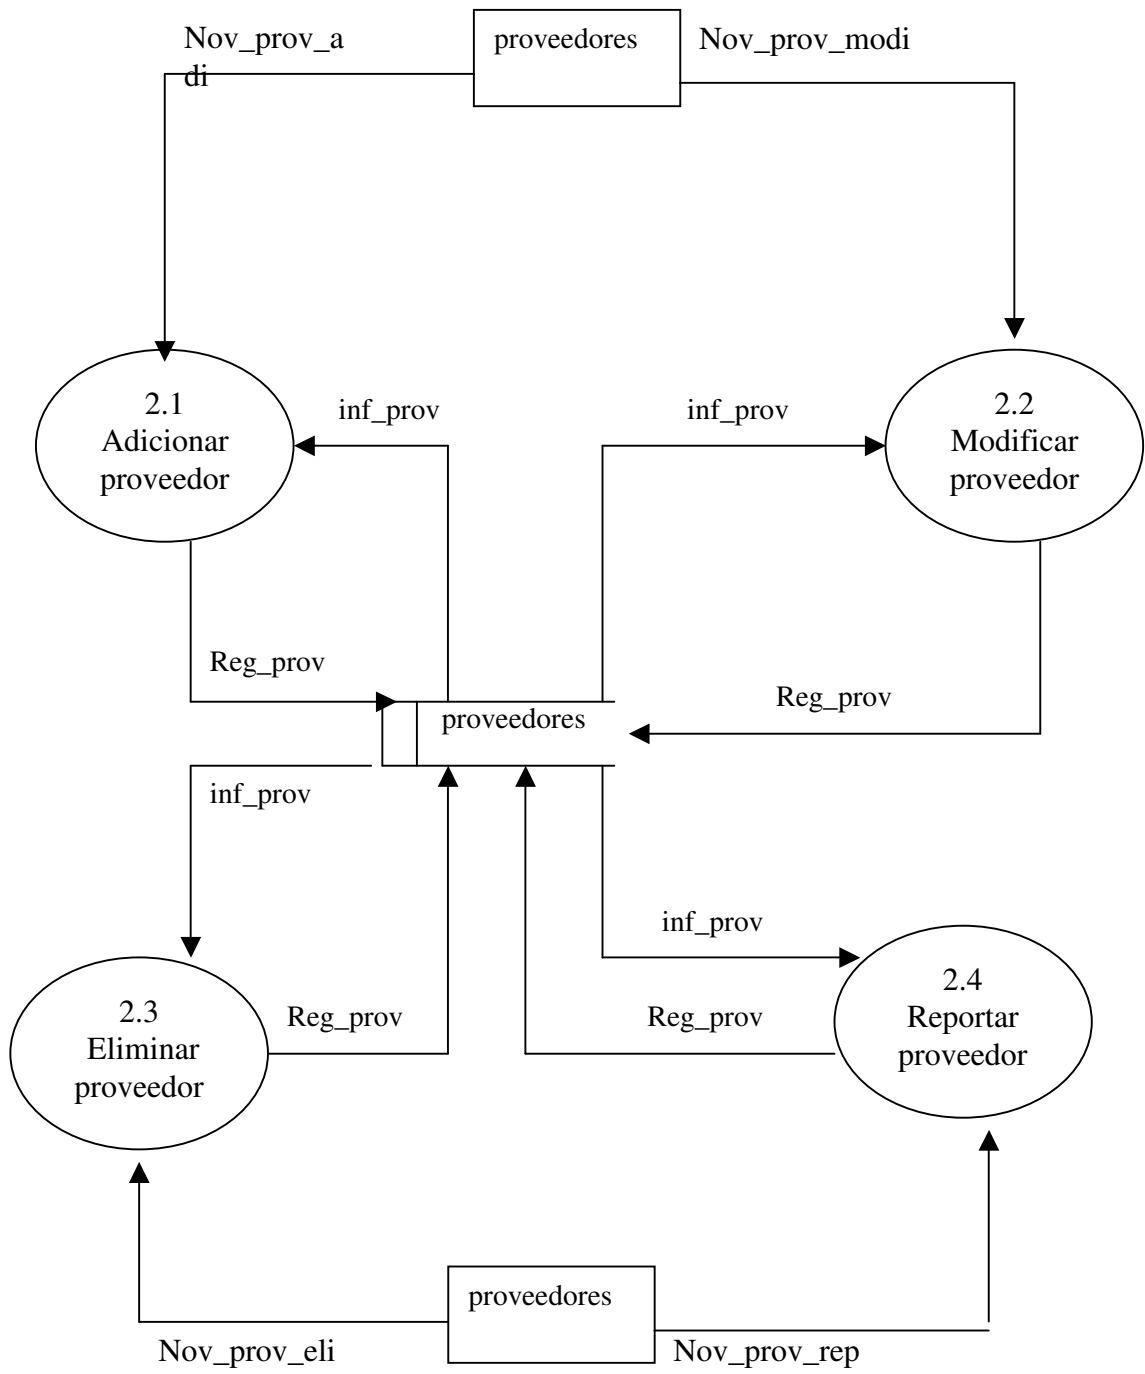 Nov_prov_a
di
proveedores
Nov_prov_modi
2.1
Adicionar
proveedor
inf_prov
inf_prov
2.2
Modificar
proveedor
Reg_prov
proveedores
Reg_prov
inf_prov
inf_prov
2.3
Eliminar
proveedor
Reg_prov
Reg_prov
2.4
Reportar
proveedor
proveedores
Nov_prov_eli
Nov_prov_rep